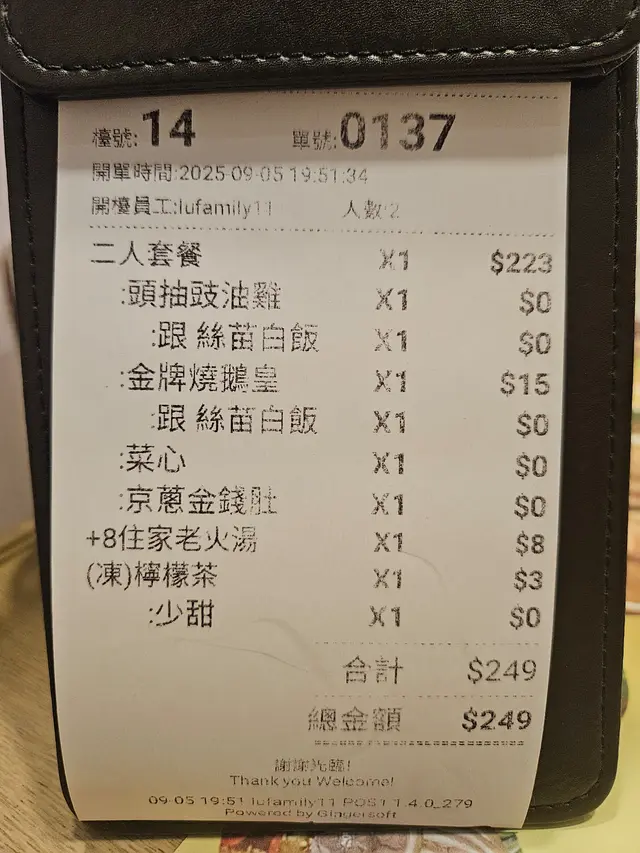 檯號:14 單號:0137
開單時間:2025-09-05 19:51:34
開檯員工:lufamily11 人數:2
二人套餐 X1 $223
:頭抽豉油雞 X1 $0
:跟 絲苗白飯 X1 $0
:金牌燒鵝皇 X1 $15
:跟 絲苗白飯 X1 $0
:菜心 X1 $0
:京蔥金錢肚 X1 $0
+8住家老火湯 X1 $8
(凍)檸檬茶 X1 $3
:少甜 X1 $0
合計 $249
總金額 $249
謝謝光臨!
Thank you Welcome!
09-05 19:51 lufamily11 POS1 1.4.0_279
Powered by Gingersoft